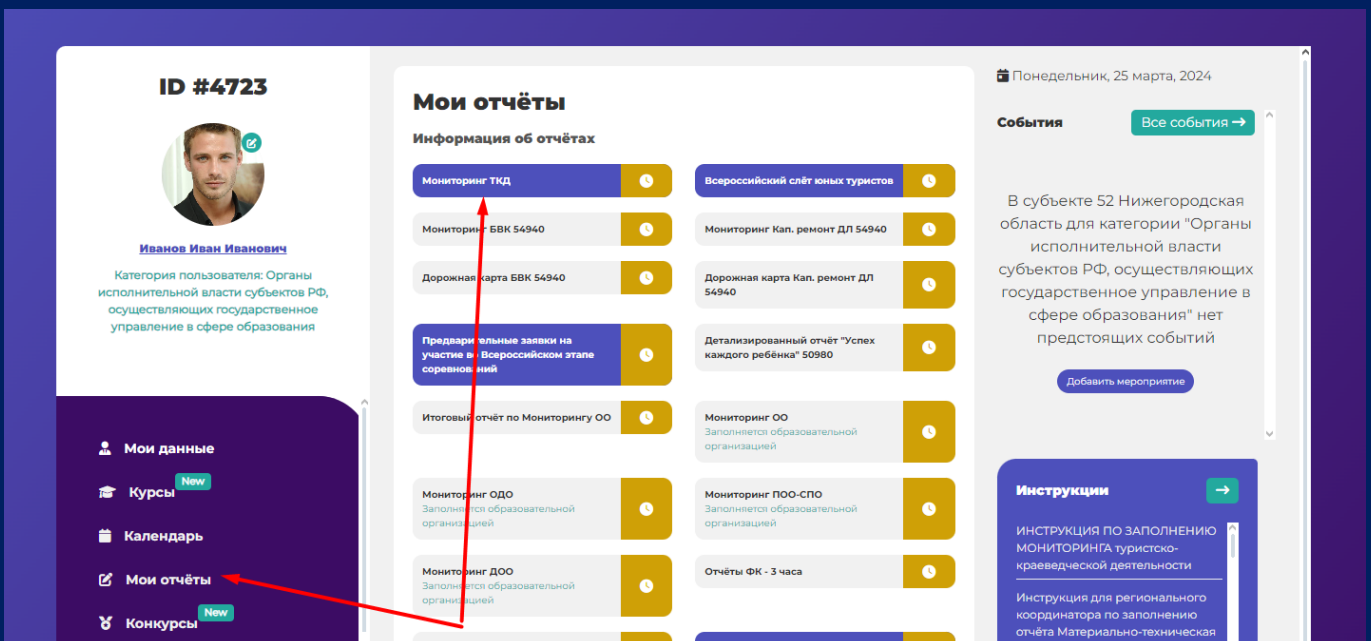 ID #4723
Иванов Иван Иванович
Категория пользователя: Органы
исполнительной власти субъектов РФ,
осуществляющих государственное
управление в сфере образования
Мои данные
Курсы New
Календарь
Мои отчёты
Конкурсы New
Мои отчёты
Информация об отчётах
Мониторинг ТКД
Всероссийский слёт юных туристов
Мониторинг БВК 54940
Мониторинг Кап. ремонт ДЛ 54940
Дорожная карта БВК 54940
Дорожная карта Кап. ремонт ДЛ
54940
Предварительные заявки на
участие во Всероссийском этапе
соревнований
Детализированный отчёт "Успех
каждого ребёнка" 50980
Итоговый отчёт по Мониторингу ОО
Мониторинг ОО
Заполняется образовательной
организацией
Мониторинг ОДО
Заполняется образовательной
организацией
Мониторинг ПОО-СПО
Заполняется образовательной
организацией
Мониторинг ДОО
Заполняется образовательной
организацией
Отчёты ФК - 3 часа
Понедельник, 25 марта, 2024
События
Все события →
В субъекте 52 Нижегородская
область для категории "Органы
исполнительной власти
субъектов РФ, осуществляющих
государственное управление в
сфере образования" нет
предстоящих событий
Добавить мероприятие
Инструкции →
ИНСТРУКЦИЯ ПО ЗАПОЛНЕНИЮ
МОНИТОРИНГА туристско-
краеведческой деятельности
Инструкция для регионального
координатора по заполнению
отчёта Материально-техническая